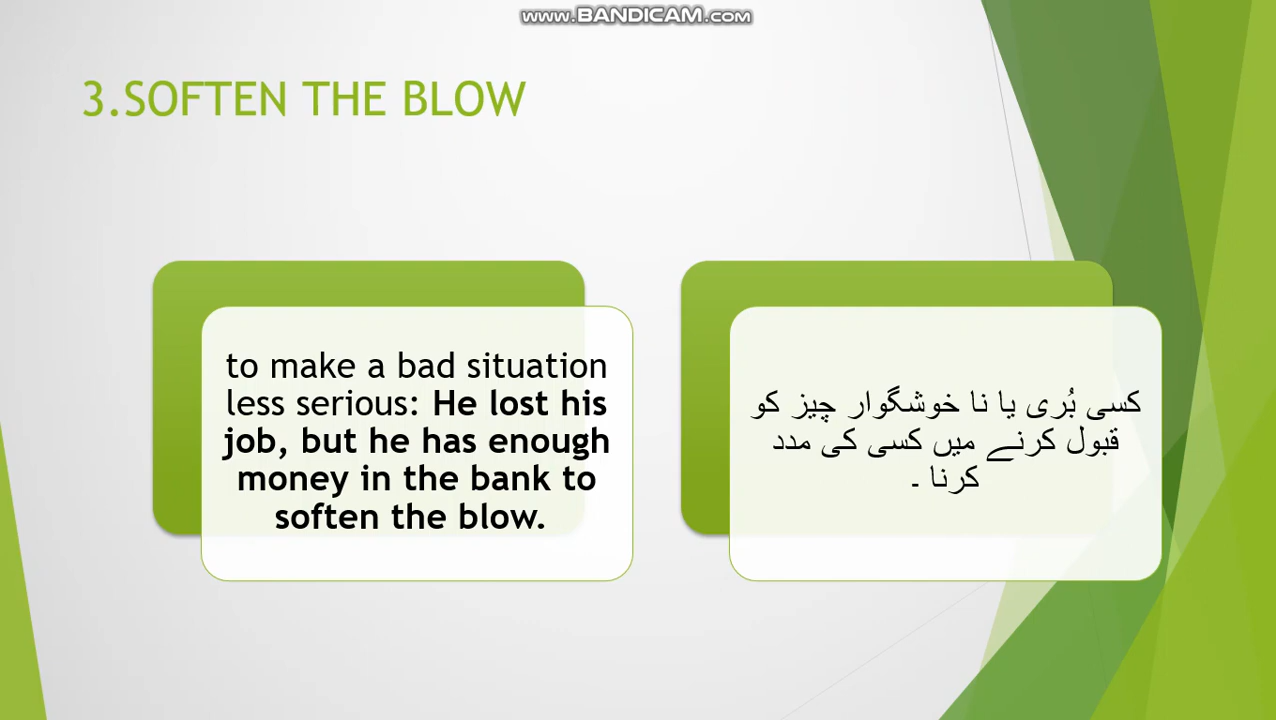 www.BANDICAM.com
3.SOFTEN THE BLOW
to make a bad situation
less serious: He lost his
job, but he has enough
money in the bank to
soften the blow.
کسی بُری یا نا خوشگوار چیز کو
قبول کرنے میں کسی کی مدد
کرنا ۔